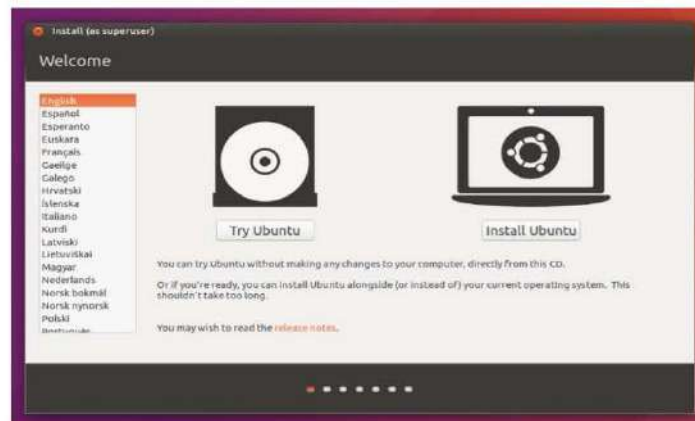 Install (as superuser)
Welcome
English
Español
Esperanto
Euskara
Français
Gaeilge
Galego
Hrvatski
Íslenska
Italiano
Kurdî
Latviski
Lietuviškai
Magyar
Nederlands
Norsk bokmål
Norsk nynorsk
Polski
Português
Try Ubuntu
Install Ubuntu
You can try Ubuntu without making any changes to your computer, directly from this CD.
Or if you're ready, you can install Ubuntu alongside (or instead of) your current operating system. This
shouldn't take too long.
You may wish to read the release notes.